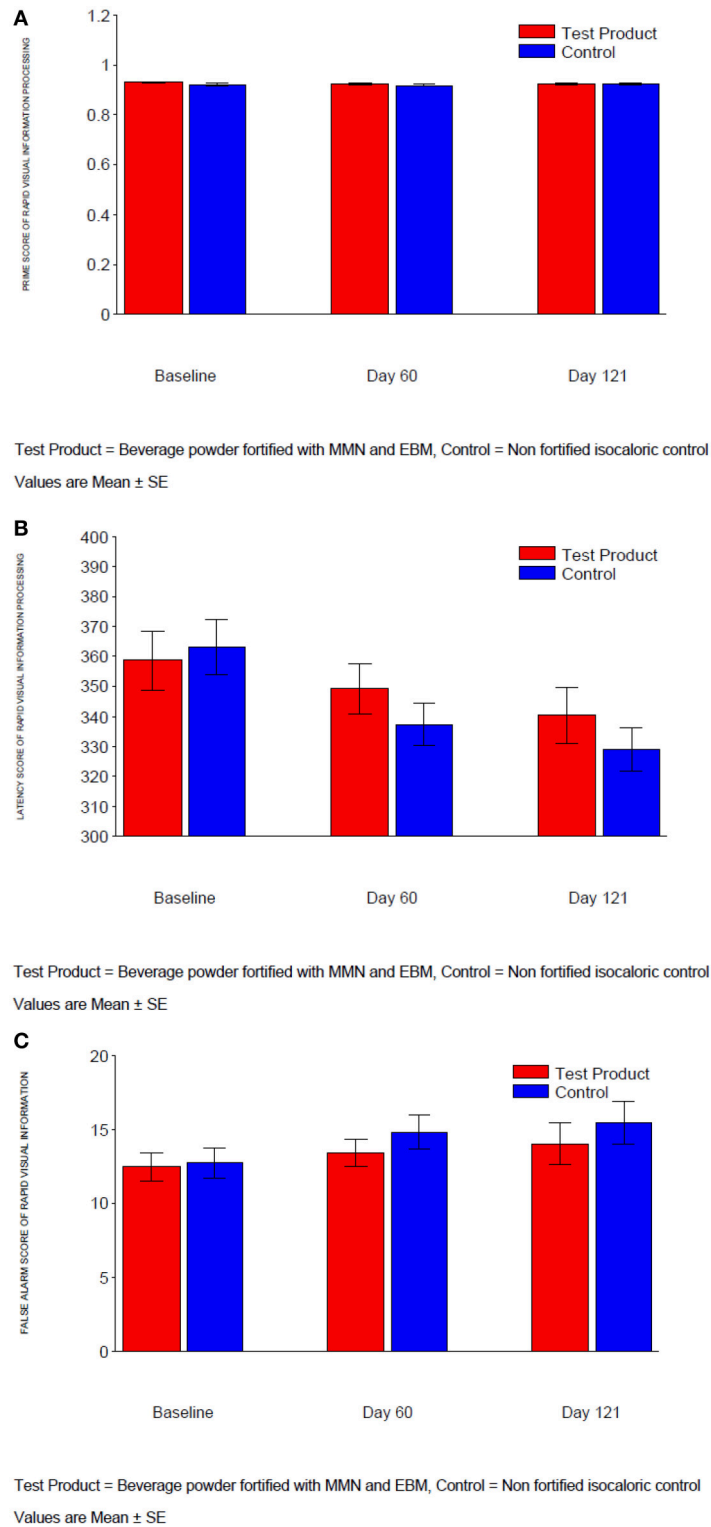 A
PRIME SCORE OF RAPID VISUAL INFORMATION PROCESSING
1.2
1
0.8
0.6
0.4
0.2
0
Test Product
Control
Baseline Day 60 Day 121
Test Product = Beverage powder fortified with MMN and EBM, Control = Non fortified isocaloric control
Values are Mean ± SE
B
LATENCY SCORE OF RAPID VISUAL INFORMATION PROCESSING
400
390
380
370
360
350
340
330
320
310
300
Test Product
Control
Baseline Day 60 Day 121
Test Product = Beverage powder fortified with MMN and EBM, Control = Non fortified isocaloric control
Values are Mean ± SE
C
FALSE ALARM SCORE OF RAPID VISUAL INFORMATION
20
15
10
5
0
Test Product
Control
Baseline Day 60 Day 121
Test Product = Beverage powder fortified with MMN and EBM, Control = Non fortified isocaloric control
Values are Mean ± SE